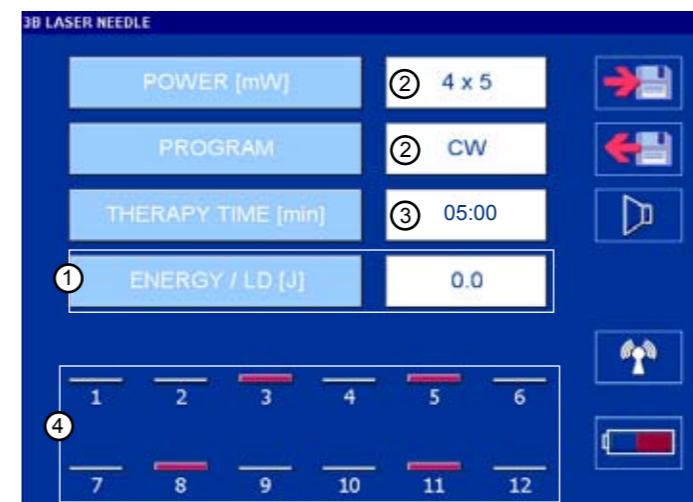 3B LASER NEEDLE
POWER [mW] 2 4 x 5
PROGRAM 2 CW
THERAPY TIME [min] 3 05:00
1 ENERGY / LD [J] 0.0
1 2 3 4 5 6
4
7 8 9 10 11 12